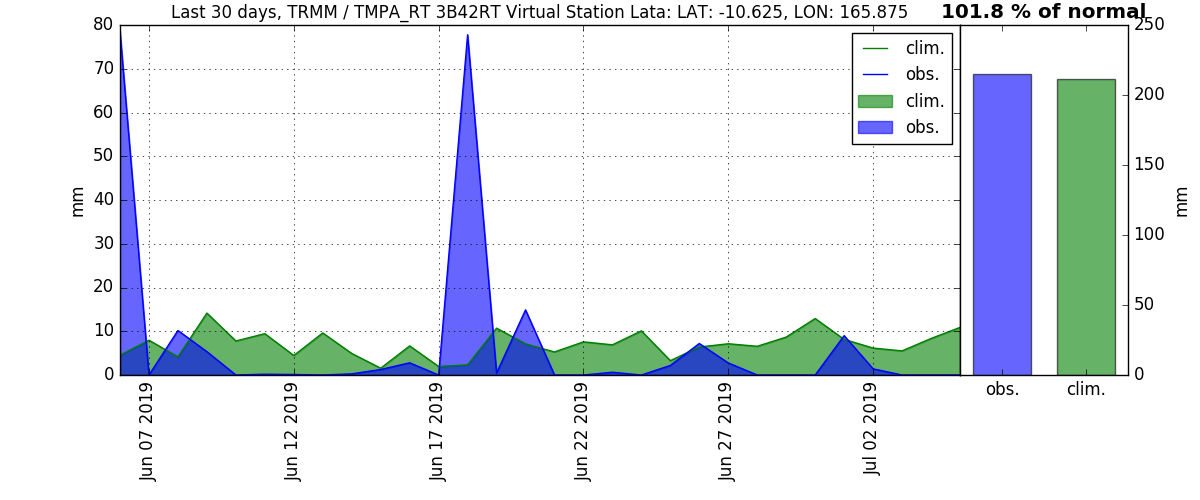 Last 30 days, TRMM / TMPA_RT 3B42RT Virtual Station Lata: LAT: -10.625, LON: 165.875
101.8 % of normal
80
70
60
50
40
30
20
10
0
mm
clim.
obs.
clim.
obs.
250
200
150
100
50
0
mm
obs.
clim.
Jun 07 2019
Jun 12 2019
Jun 17 2019
Jun 22 2019
Jun 27 2019
Jul 02 2019